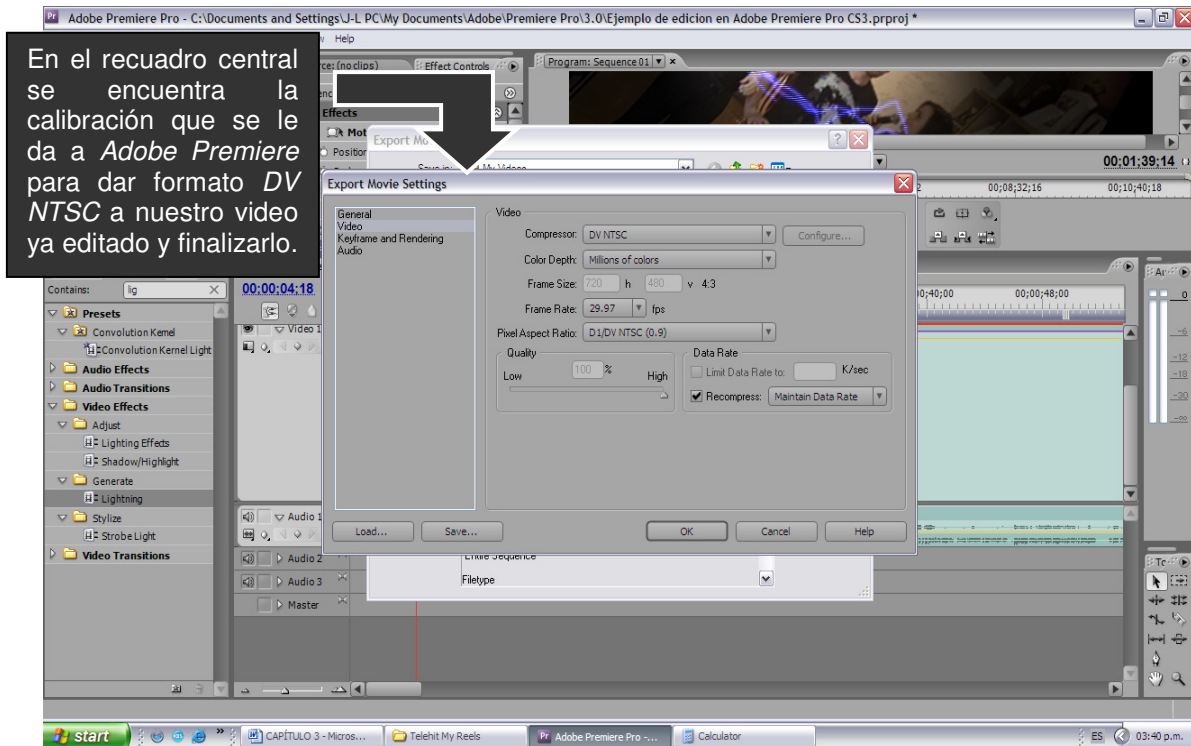 Adobe Premiere Pro - C:\Documents and Settings\J-L PC\My Documents\Adobe\Premiere Pro\3.0\Ejemplo de edicion en Adobe Premiere Pro CS3.prproj *
Help
En el recuadro central
se encuentra la
calibración que se le
da a Adobe Premiere
para dar formato DV
NTSC a nuestro video
ya editado y finalizarlo.
Effect Controls
Program: Sequence 01
Effects
Export
00;01;39;14
00;08;32;16
00;10;40;18
Export Movie Settings
General
Video
Keyframe and Rendering
Audio
Video
Compressor: DV NTSC
Configure...
Color Depth: Millions of colors
Frame Size: 720 h 480 v 4:3
Frame Rate: 29.97 fps
Pixel Aspect Ratio: D1/DV NTSC (0.9)
Quality
Low 100 % High
Data Rate
Limit Data Rate to: K/sec
Recompress: Maintain Data Rate
Load...
Save...
OK
Cancel
Help
Entire Sequence
Filetype
Contains: lig
Presets
Convolution Kernel
Convolution Kernel Light
Audio Effects
Audio Transitions
Video Effects
Adjust
Lighting Effects
Shadow/Highlight
Generate
Lightning
Stylize
Strobe Light
Video Transitions
00;00;04;18
00;00;48;00
Video 1
Audio 1
Audio 2
Audio 3
Master
0
-6
-12
-18
-30
-∞
start
CAPÍTULO 3 - Micros...
Telehit My Reels
Adobe Premiere Pro -...
Calculator
ES
03:40 p.m.